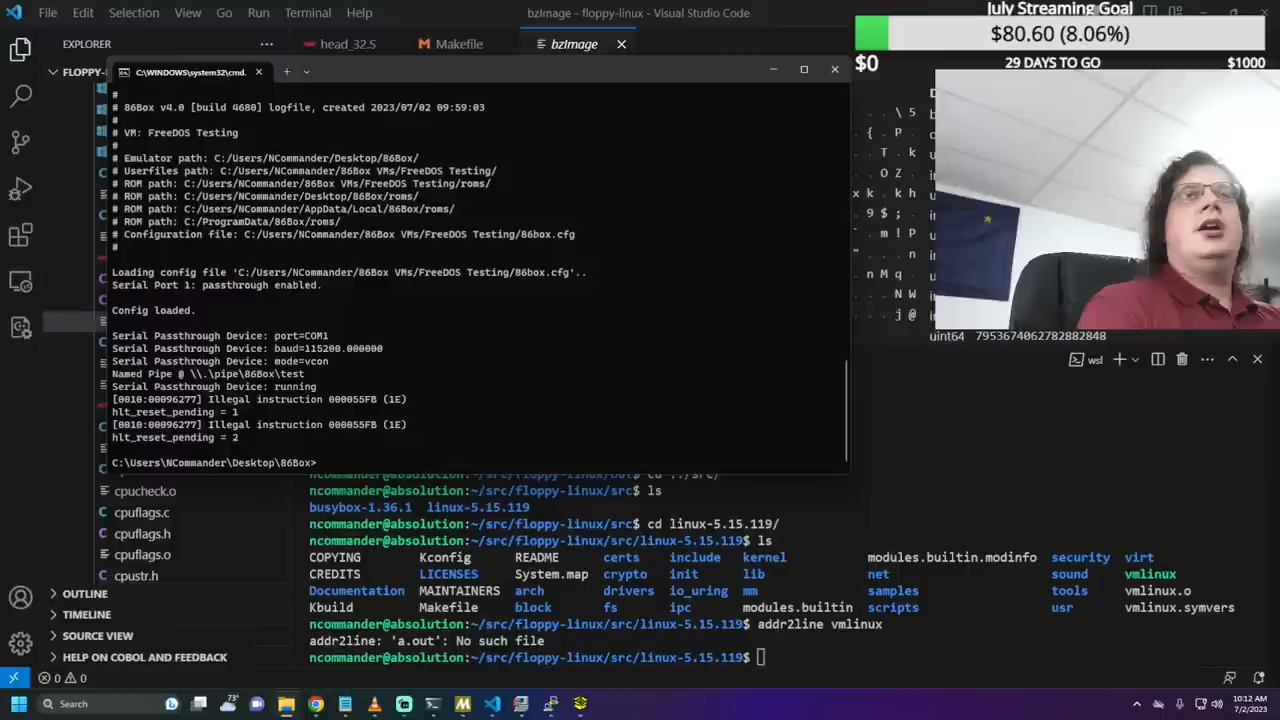 File Edit Selection View Go Run Terminal Help
bzImage - floppy-linux - Visual Studio Code
July Streaming Goal
$80.60 (8.06%)
$0 29 DAYS TO GO $1000
EXPLORER
head_32.S Makefile bzImage
C:\WINDOWS\system32\cmd.
#
# 86Box v4.0 [build 4680] logfile, created 2023/07/02 09:59:03
#
# VM: FreeDOS Testing
#
# Emulator path: C:/Users/NCommander/Desktop/86Box/
# Userfiles path: C:/Users/NCommander/86Box VMs/FreeDOS Testing/
# ROM path: C:/Users/NCommander/86Box VMs/FreeDOS Testing/roms/
# ROM path: C:/Users/NCommander/Desktop/86Box/roms/
# ROM path: C:/Users/NCommander/AppData/Local/86Box/roms/
# ROM path: C:/ProgramData/86Box/roms/
# Configuration file: C:/Users/NCommander/86Box VMs/FreeDOS Testing/86box.cfg
#
Loading config file 'C:/Users/NCommander/86Box VMs/FreeDOS Testing/86box.cfg'..
Serial Port 1: passthrough enabled.
Config loaded.
Serial Passthrough Device: port=COM1
Serial Passthrough Device: baud=115200.000000
Serial Passthrough Device: mode=vcon
Named Pipe @ \\.\pipe\86Box\test
Serial Passthrough Device: running
[0010:00096277] Illegal instruction 000055FB (1E)
hlt_reset_pending = 1
[0010:00096277] Illegal instruction 000055FB (1E)
hlt_reset_pending = 2
C:\Users\NCommander\Desktop\86Box>
\ 5
{ P
T k
O Z
x k k h
9 $ ;
m ! P
n
n M q
N W
j @
uint64 7953674062782882848
wsl
cpucheck.o
cpuflags.c
cpuflags.h
cpuflags.o
cpustr.h
OUTLINE
TIMELINE
SOURCE VIEW
HELP ON COBOL AND FEEDBACK
ncommander@absolution:~/src/floppy-linux/out$ cd ../src/
ncommander@absolution:~/src/floppy-linux/src$ ls
busybox-1.36.1 linux-5.15.119
ncommander@absolution:~/src/floppy-linux/src$ cd linux-5.15.119/
ncommander@absolution:~/src/floppy-linux/src/linux-5.15.119$ ls
COPYING Kconfig README certs include kernel modules.builtin.modinfo security virt
CREDITS LICENSES System.map crypto init lib net sound vmlinux
Documentation MAINTAINERS arch drivers io_uring mm samples tools vmlinux.o
Kbuild Makefile block fs ipc modules.builtin scripts usr vmlinux.symvers
ncommander@absolution:~/src/floppy-linux/src/linux-5.15.119$ addr2line vmlinux
addr2line: 'a.out': No such file
ncommander@absolution:~/src/floppy-linux/src/linux-5.15.119$
0 0
Search
73°
10:12 AM
7/2/2023